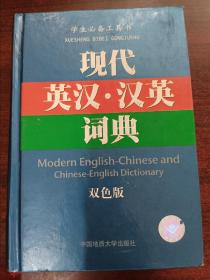 学生必备工具书
XUESHENG BIBEI GONGJUSHU
现代
英汉·汉英
词典
Modern English-Chinese and
Chinese-English Dictionary
双色版
中国地质大学出版社